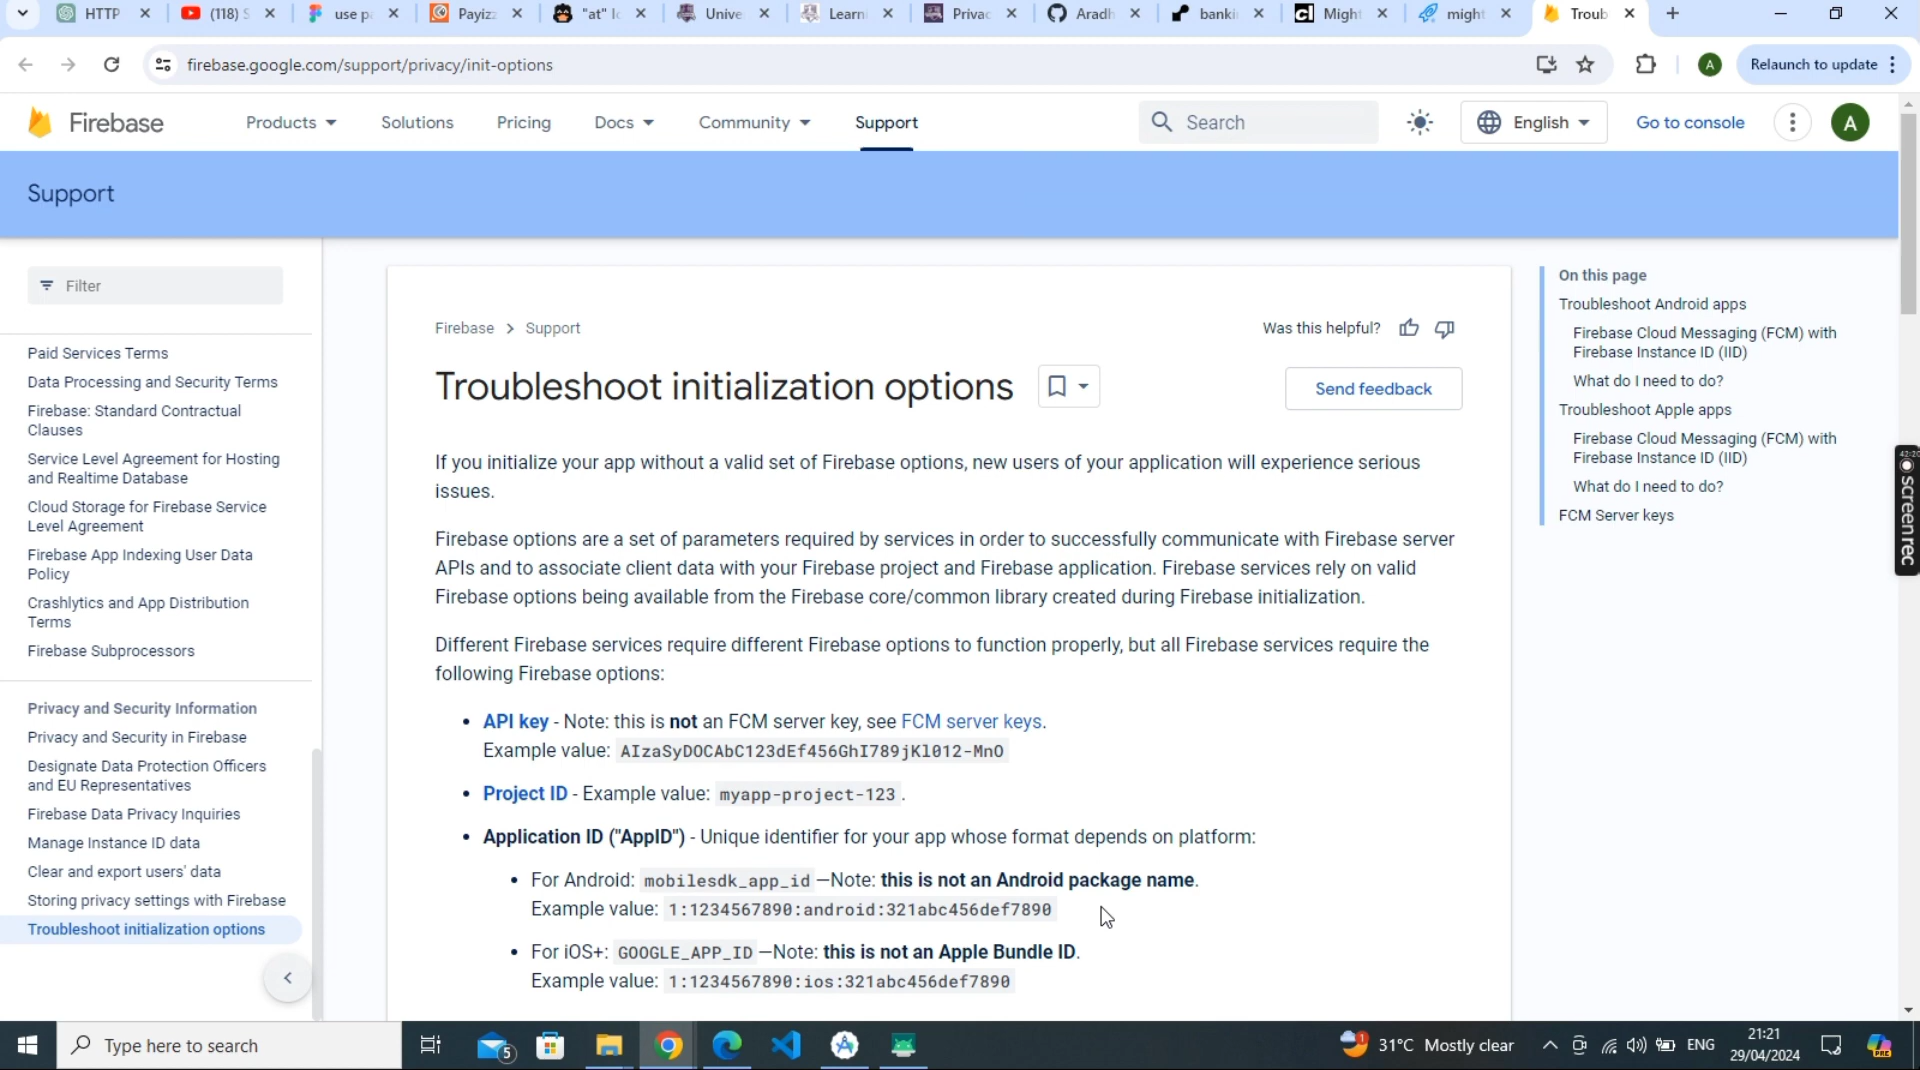 HTTP
(118) S
use pa
Payizz
"at" Ic
Unive
Learni
Privac
Aradh
banki
Might
might
Troub
firebase.google.com/support/privacy/init-options
A
Relaunch to update
Firebase
Products
Solutions
Pricing
Docs
Community
Support
Search
English
Go to console
A
Support
Filter
Paid Services Terms
Data Processing and Security Terms
Firebase: Standard Contractual
Clauses
Service Level Agreement for Hosting
and Realtime Database
Cloud Storage for Firebase Service
Level Agreement
Firebase App Indexing User Data
Policy
Crashlytics and App Distribution
Terms
Firebase Subprocessors
Privacy and Security Information
Privacy and Security in Firebase
Designate Data Protection Officers
and EU Representatives
Firebase Data Privacy Inquiries
Manage Instance ID data
Clear and export users' data
Storing privacy settings with Firebase
Troubleshoot initialization options
Firebase > Support
Was this helpful?
Troubleshoot initialization options
Send feedback
If you initialize your app without a valid set of Firebase options, new users of your application will experience serious
issues.
Firebase options are a set of parameters required by services in order to successfully communicate with Firebase server
APIs and to associate client data with your Firebase project and Firebase application. Firebase services rely on valid
Firebase options being available from the Firebase core/common library created during Firebase initialization.
Different Firebase services require different Firebase options to function properly, but all Firebase services require the
following Firebase options:
• API key - Note: this is not an FCM server key, see FCM server keys.
Example value: AIzaSyDOCAbC123dEf456GhI789jKl012-MnO
• Project ID - Example value: myapp-project-123 .
• Application ID ("AppID") - Unique identifier for your app whose format depends on platform:
• For Android: mobilesdk_app_id —Note: this is not an Android package name.
Example value: 1:1234567890:android:321abc456def7890
• For iOS+: GOOGLE_APP_ID —Note: this is not an Apple Bundle ID.
Example value: 1:1234567890:ios:321abc456def7890
On this page
Troubleshoot Android apps
Firebase Cloud Messaging (FCM) with
Firebase Instance ID (IID)
What do I need to do?
Troubleshoot Apple apps
Firebase Cloud Messaging (FCM) with
Firebase Instance ID (IID)
What do I need to do?
FCM Server keys
42:20
screenrec
Type here to search
5
1
31°C Mostly clear
ENG
21:21
29/04/2024
PRE